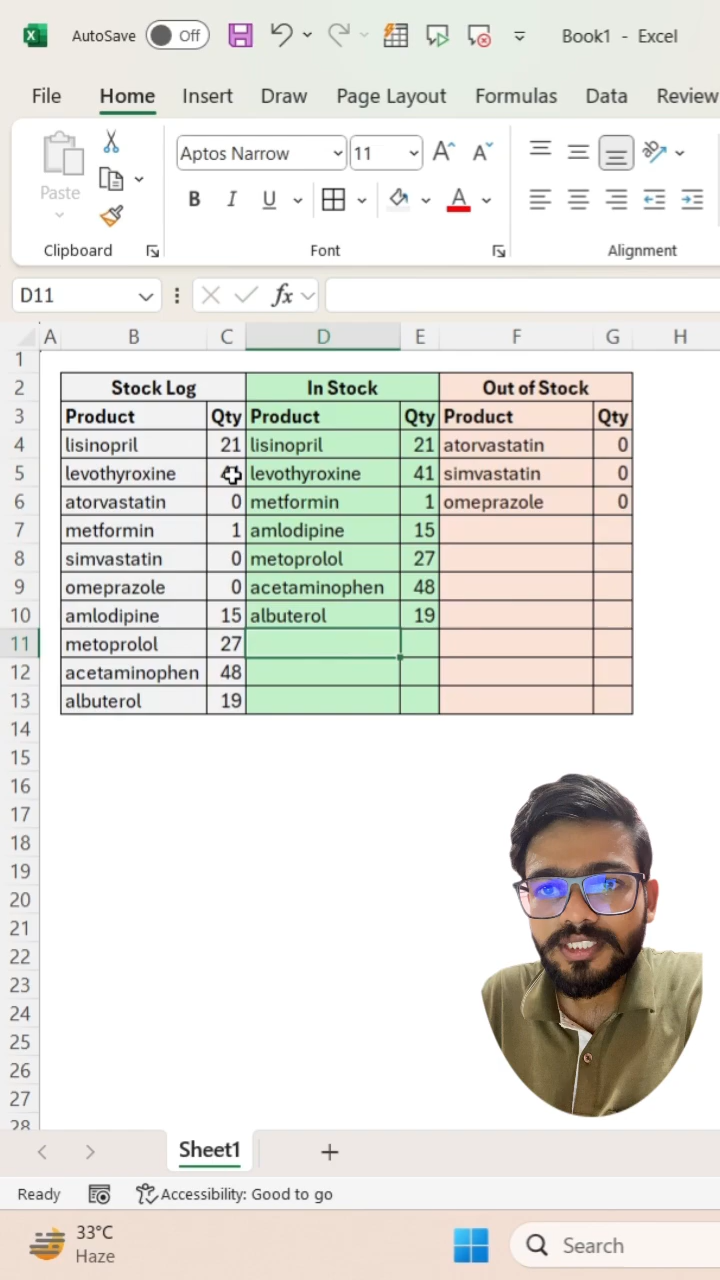 AutoSave Off Book1 - Excel
File Home Insert Draw Page Layout Formulas Data Review
Paste Aptos Narrow 11 A A
B I U A
Clipboard Font Alignment
D11 fx
A B C D E F G H
1
2 Stock Log In Stock Out of Stock
3 Product Qty Product Qty Product Qty
4 lisinopril 21 lisinopril 21 atorvastatin 0
5 levothyroxine levothyroxine 41 simvastatin 0
6 atorvastatin 0 metformin 1 omeprazole 0
7 metformin 1 amlodipine 15
8 simvastatin 0 metoprolol 27
9 omeprazole 0 acetaminophen 48
10 amlodipine 15 albuterol 19
11 metoprolol 27
12 acetaminophen 48
13 albuterol 19
14
15
16
17
18
19
20
21
22
23
24
25
26
27
28
Sheet1
Ready Accessibility: Good to go
33°C
Haze
Search